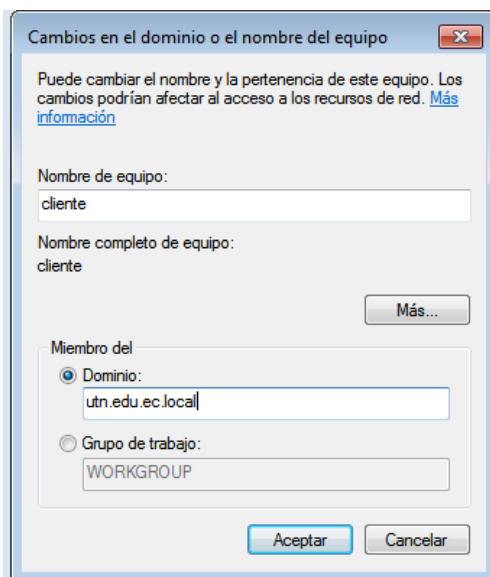 Cambios en el dominio o el nombre del equipo
Puede cambiar el nombre y la pertenencia de este equipo. Los
cambios podrían afectar al acceso a los recursos de red. Más
información
Nombre de equipo:
cliente
Nombre completo de equipo:
cliente
Más...
Miembro del
Dominio:
utn.edu.ec.local
Grupo de trabajo:
WORKGROUP
Aceptar Cancelar